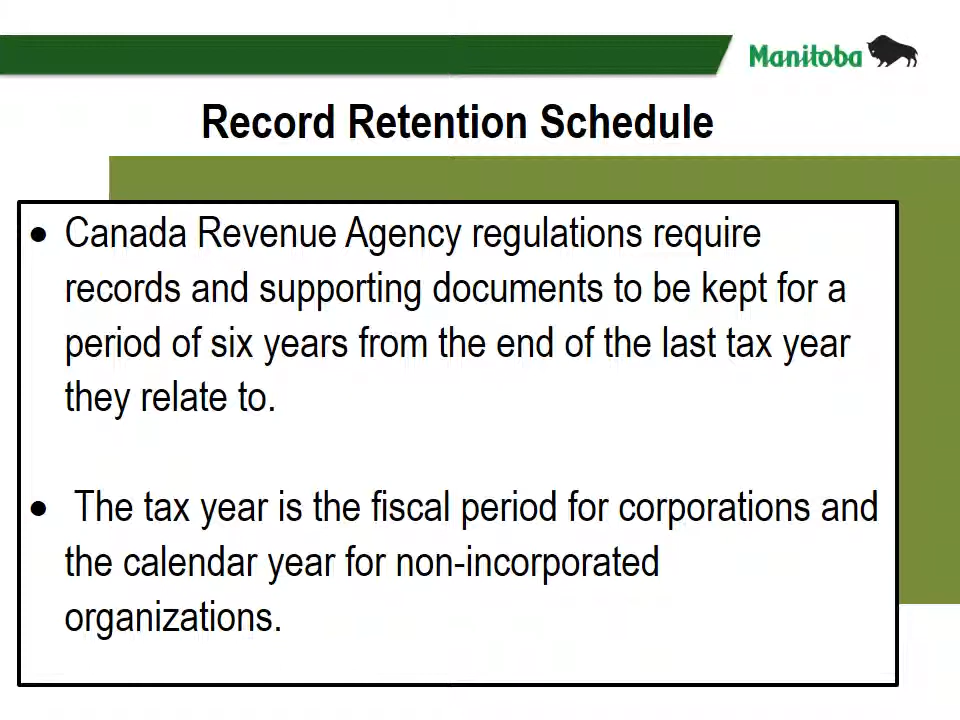 Manitoba
Record Retention Schedule
• Canada Revenue Agency regulations require
records and supporting documents to be kept for a
period of six years from the end of the last tax year
they relate to.
• The tax year is the fiscal period for corporations and
the calendar year for non-incorporated
organizations.